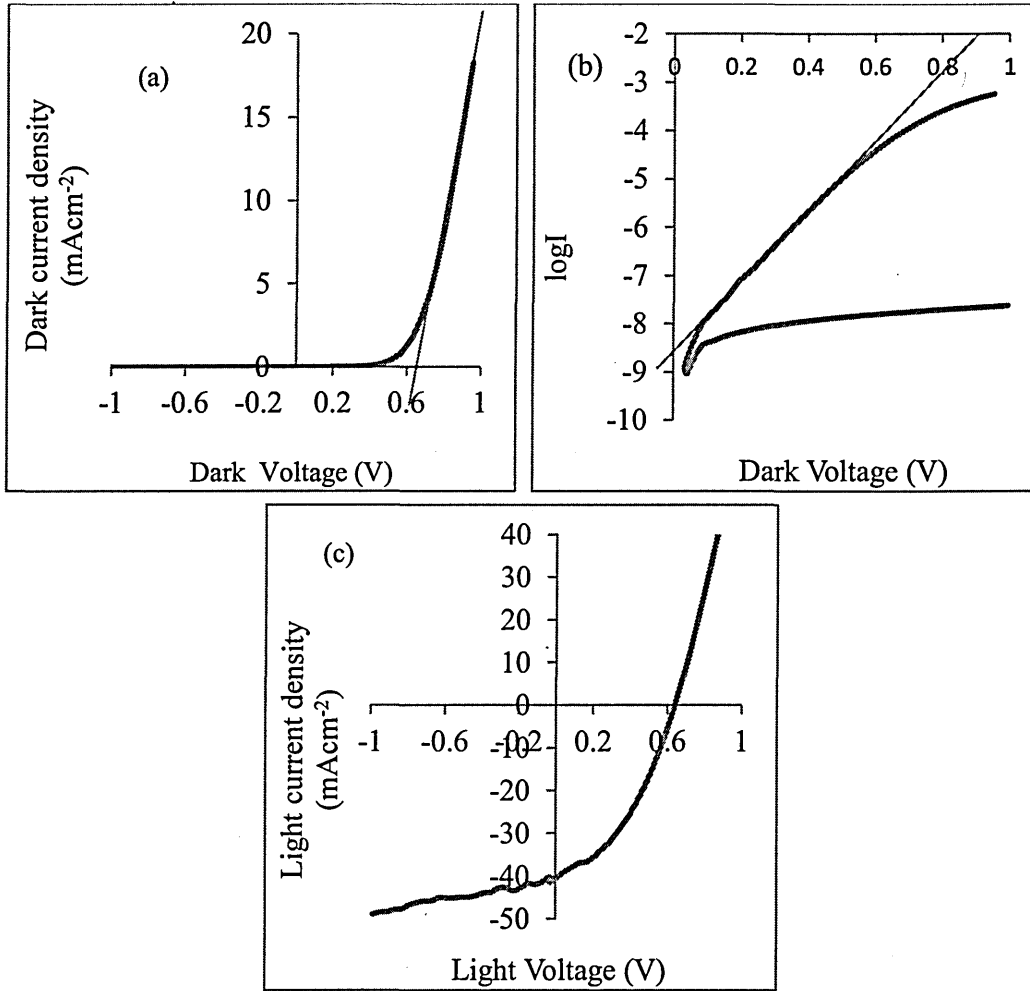 (a)
20
15
10
5
0
-1 -0.6 -0.2 0.2 0.6 1
Dark current density
(mAcm-2)
Dark Voltage (V)
(b)
-2
0 0.2 0.4 0.6 0.8 1
-3
-4
-5
-6
-7
-8
-9
-10
logI
Dark Voltage (V)
(c)
40
30
20
10
0
-1 -0.6 -0.2 0.2 0.6 1
-10
-20
-30
-40
-50
Light current density
(mAcm-2)
Light Voltage (V)